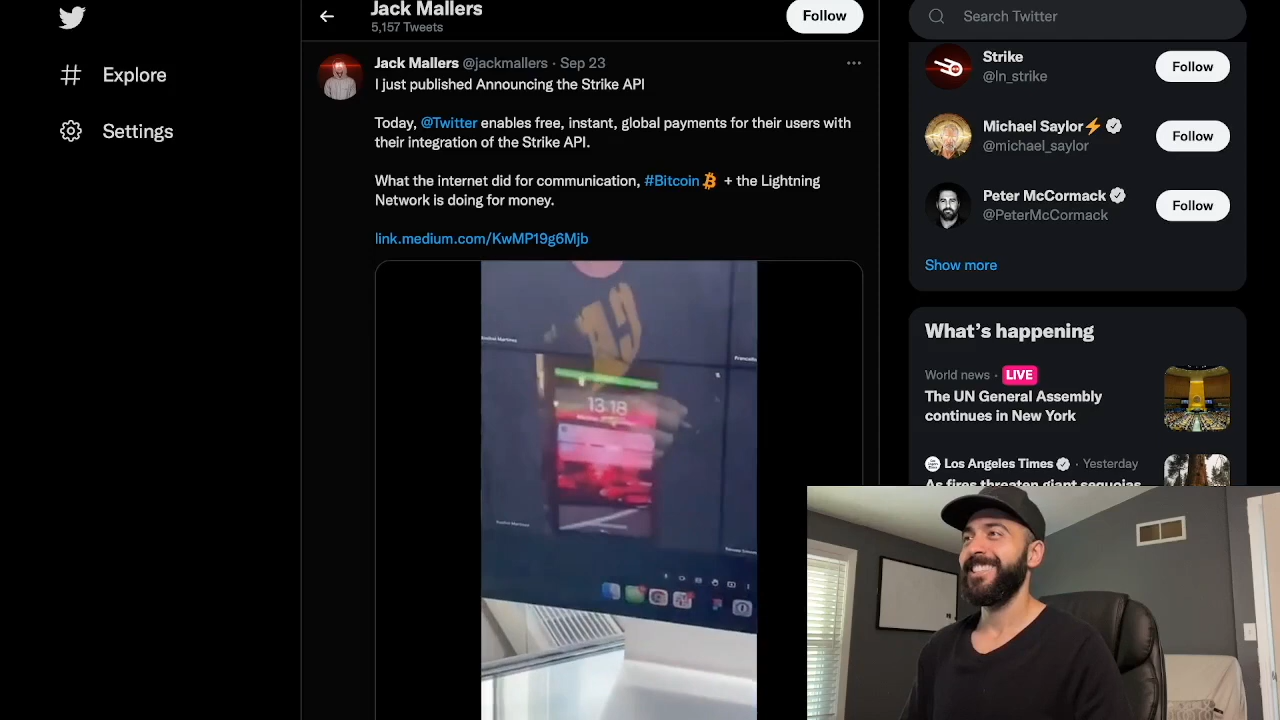 Jack Mallers
5,157 Tweets
Follow
Search Twitter
Explore
Settings
Jack Mallers @jackmallers · Sep 23
I just published Announcing the Strike API
Today, @Twitter enables free, instant, global payments for their users with
their integration of the Strike API.
What the internet did for communication, #Bitcoin + the Lightning
Network is doing for money.
link.medium.com/KwMP19g6Mjb
13:18
Strike
@ln_strike
Follow
Michael Saylor⚡
@michael_saylor
Follow
Peter McCormack
@PeterMcCormack
Follow
Show more
What's happening
World news · LIVE
The UN General Assembly
continues in New York
Los Angeles Times · Yesterday
As fires threaten giant sequoias